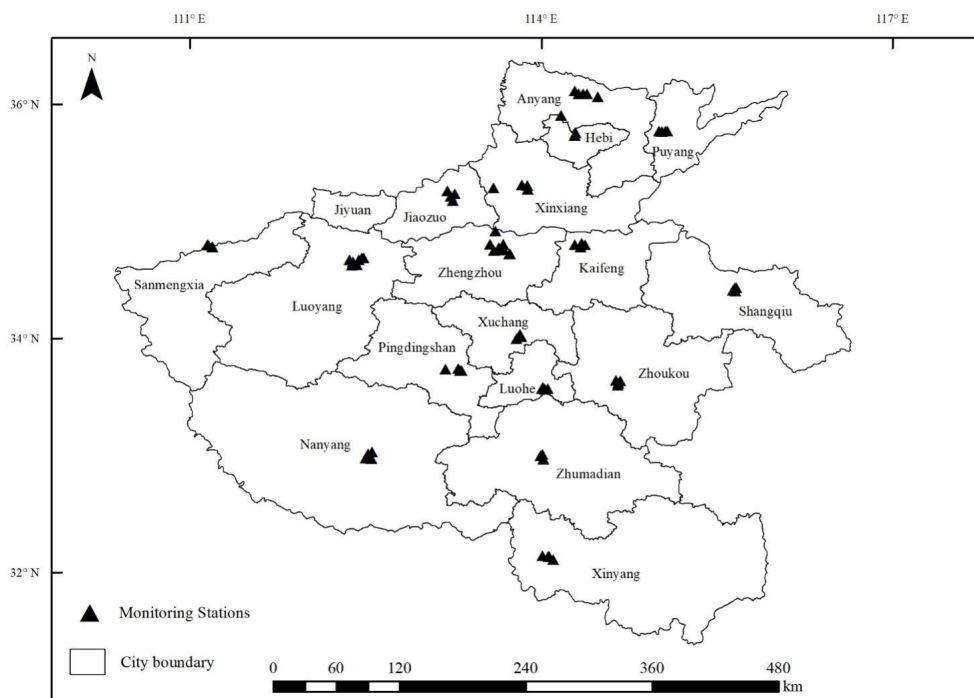 111° E 114° E 117° E
N
36° N
Anyang
Hebi
Puyang
Jiyuan
Jiaozuo
Xinxiang
Sanmengxia
Luoyang
Zhengzhou
Kaifeng
Shangqiu
34° N
Xuchang
Pingdingshan
Luohe
Zhoukou
Nanyang
Zhumadian
32° N
Xinyang
Monitoring Stations
City boundary
0 60 120 240 360 480
km